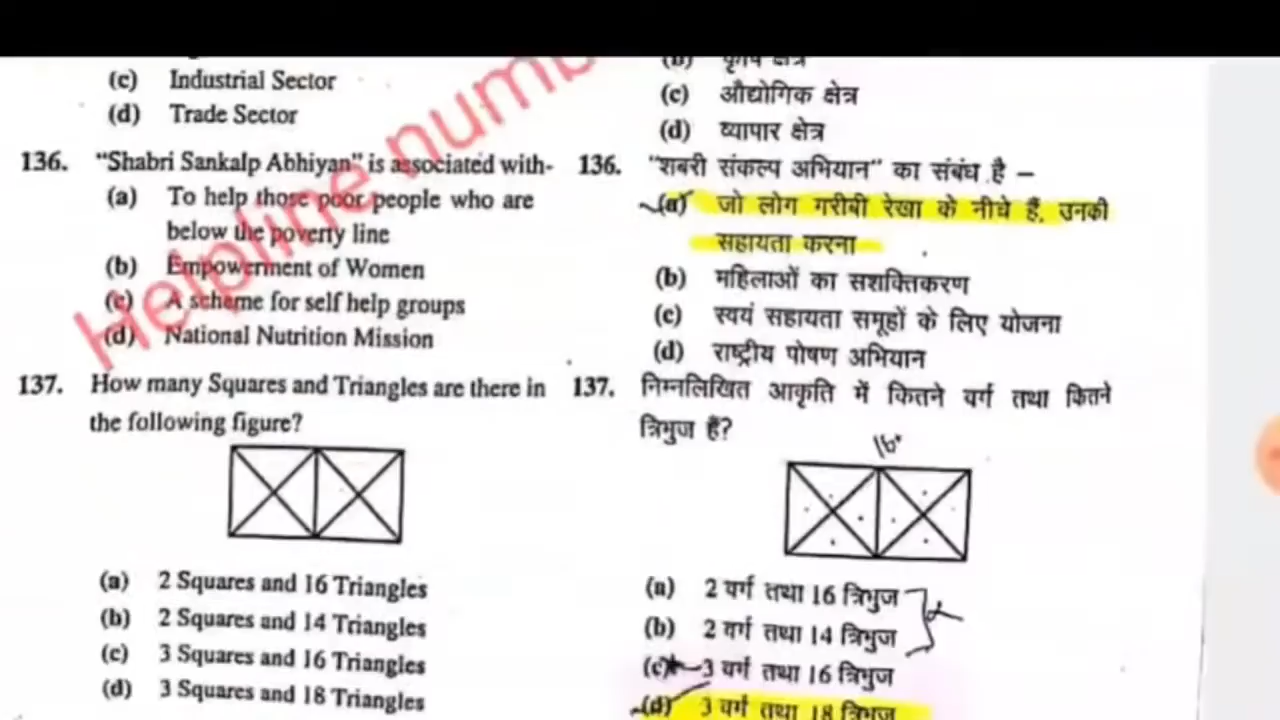 (c) Industrial Sector
(d) Trade Sector
136. “Shabri Sankalp Abhiyan” is associated with-
(a) To help those poor people who are
below the poverty line
(b) Empowerment of Women
(c) A scheme for self help groups
(d) National Nutrition Mission
137. How many Squares and Triangles are there in
the following figure?
(a) 2 Squares and 16 Triangles
(b) 2 Squares and 14 Triangles
(c) 3 Squares and 16 Triangles
(d) 3 Squares and 18 Triangles
(b) कृषि क्षेत्र
(c) औद्योगिक क्षेत्र
(d) व्यापार क्षेत्र
136. “शबरी संकल्प अभियान” का संबंध है –
(a) जो लोग गरीबी रेखा के नीचे हैं, उनकी
सहायता करना
(b) महिलाओं का सशक्तिकरण
(c) स्वयं सहायता समूहों के लिए योजना
(d) राष्ट्रीय पोषण अभियान
137. निम्नलिखित आकृति में कितने वर्ग तथा कितने
त्रिभुज हैं?
16
(a) 2 वर्ग तथा 16 त्रिभुज
(b) 2 वर्ग तथा 14 त्रिभुज
(c) 3 वर्ग तथा 16 त्रिभुज
(d) 3 वर्ग तथा 18 त्रिभुज
Helpline numb